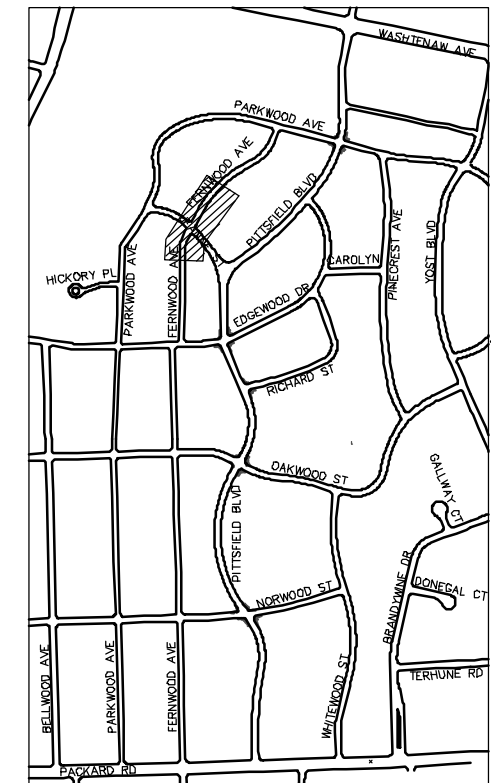 WASHTENAW AVE
PARKWOOD AVE
FERNWOOD AVE
PITTSFIELD BLVD
CAROLYN
PINECREST AVE
YOST BLVD
HICKORY PL
PARKWOOD AVE
FERNWOOD AVE
EDGEWOOD DR
RICHARD ST
OAKWOOD ST
GALLWAY CT
PITTSFIELD BLVD
NORWOOD ST
BRANDYWINE DR
DONEGAL CT
TERHUNE RD
BELLWOOD AVE
PARKWOOD AVE
FERNWOOD AVE
WHITEWOOD ST
PACKARD RD